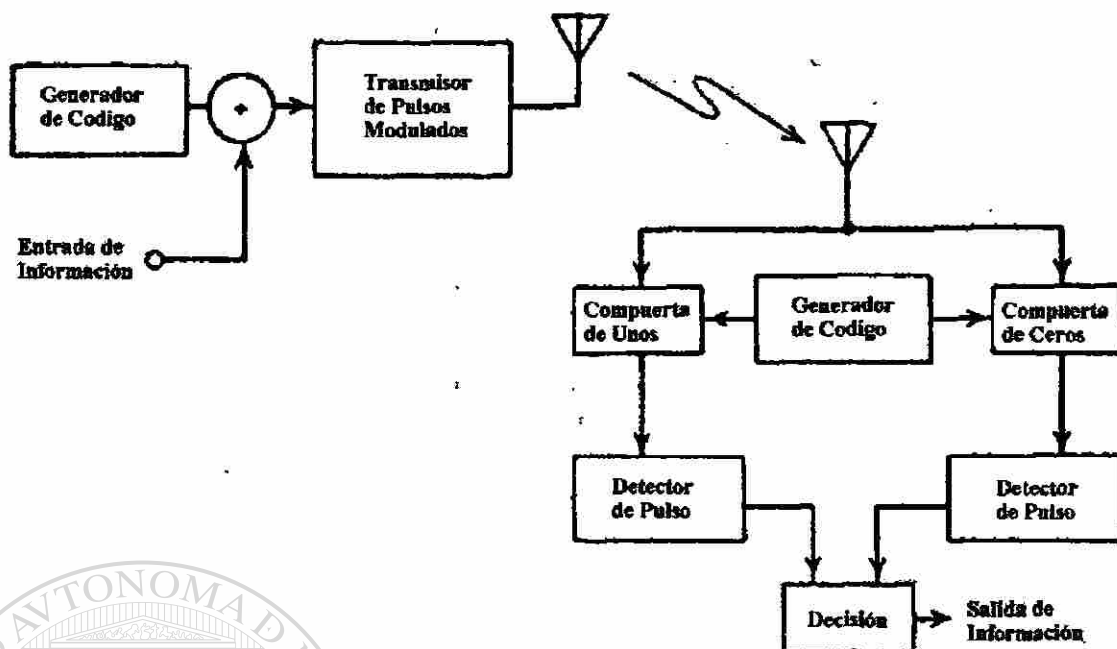 Generador
de Codigo
+
Transmisor
de Pulsos
Modulados
Entrada de
Información
Compuerta
de Unos
Generador
de Codigo
Compuerta
de Ceros
Detector
de Pulso
Detector
de Pulso
Decisión
Salida de
Información
AVTONOMA D